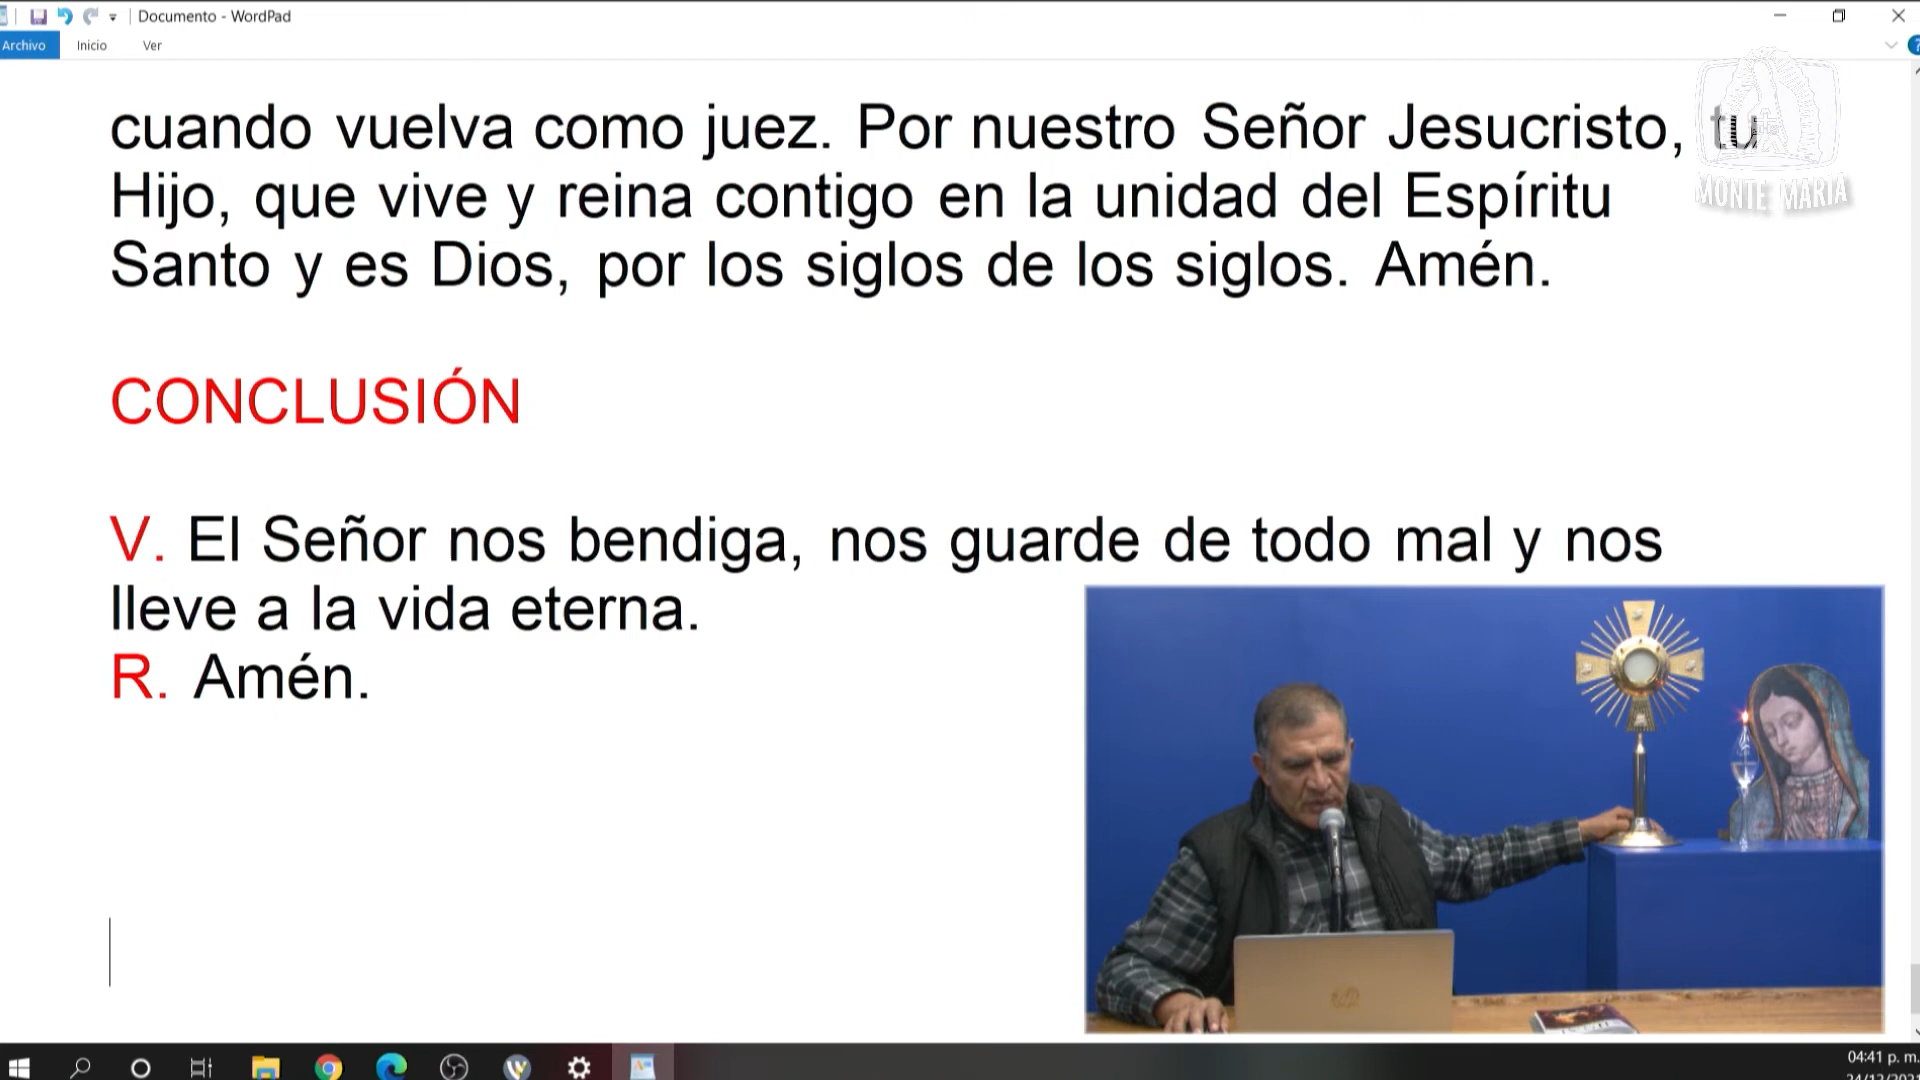 Documento - WordPad
Archivo Inicio Ver
cuando vuelva como juez. Por nuestro Señor Jesucristo, tu
Hijo, que vive y reina contigo en la unidad del Espíritu
Santo y es Dios, por los siglos de los siglos. Amén.
MONTE MARIA
CONCLUSIÓN
V. El Señor nos bendiga, nos guarde de todo mal y nos
lleve a la vida eterna.
R. Amén.
04:41 p. m.